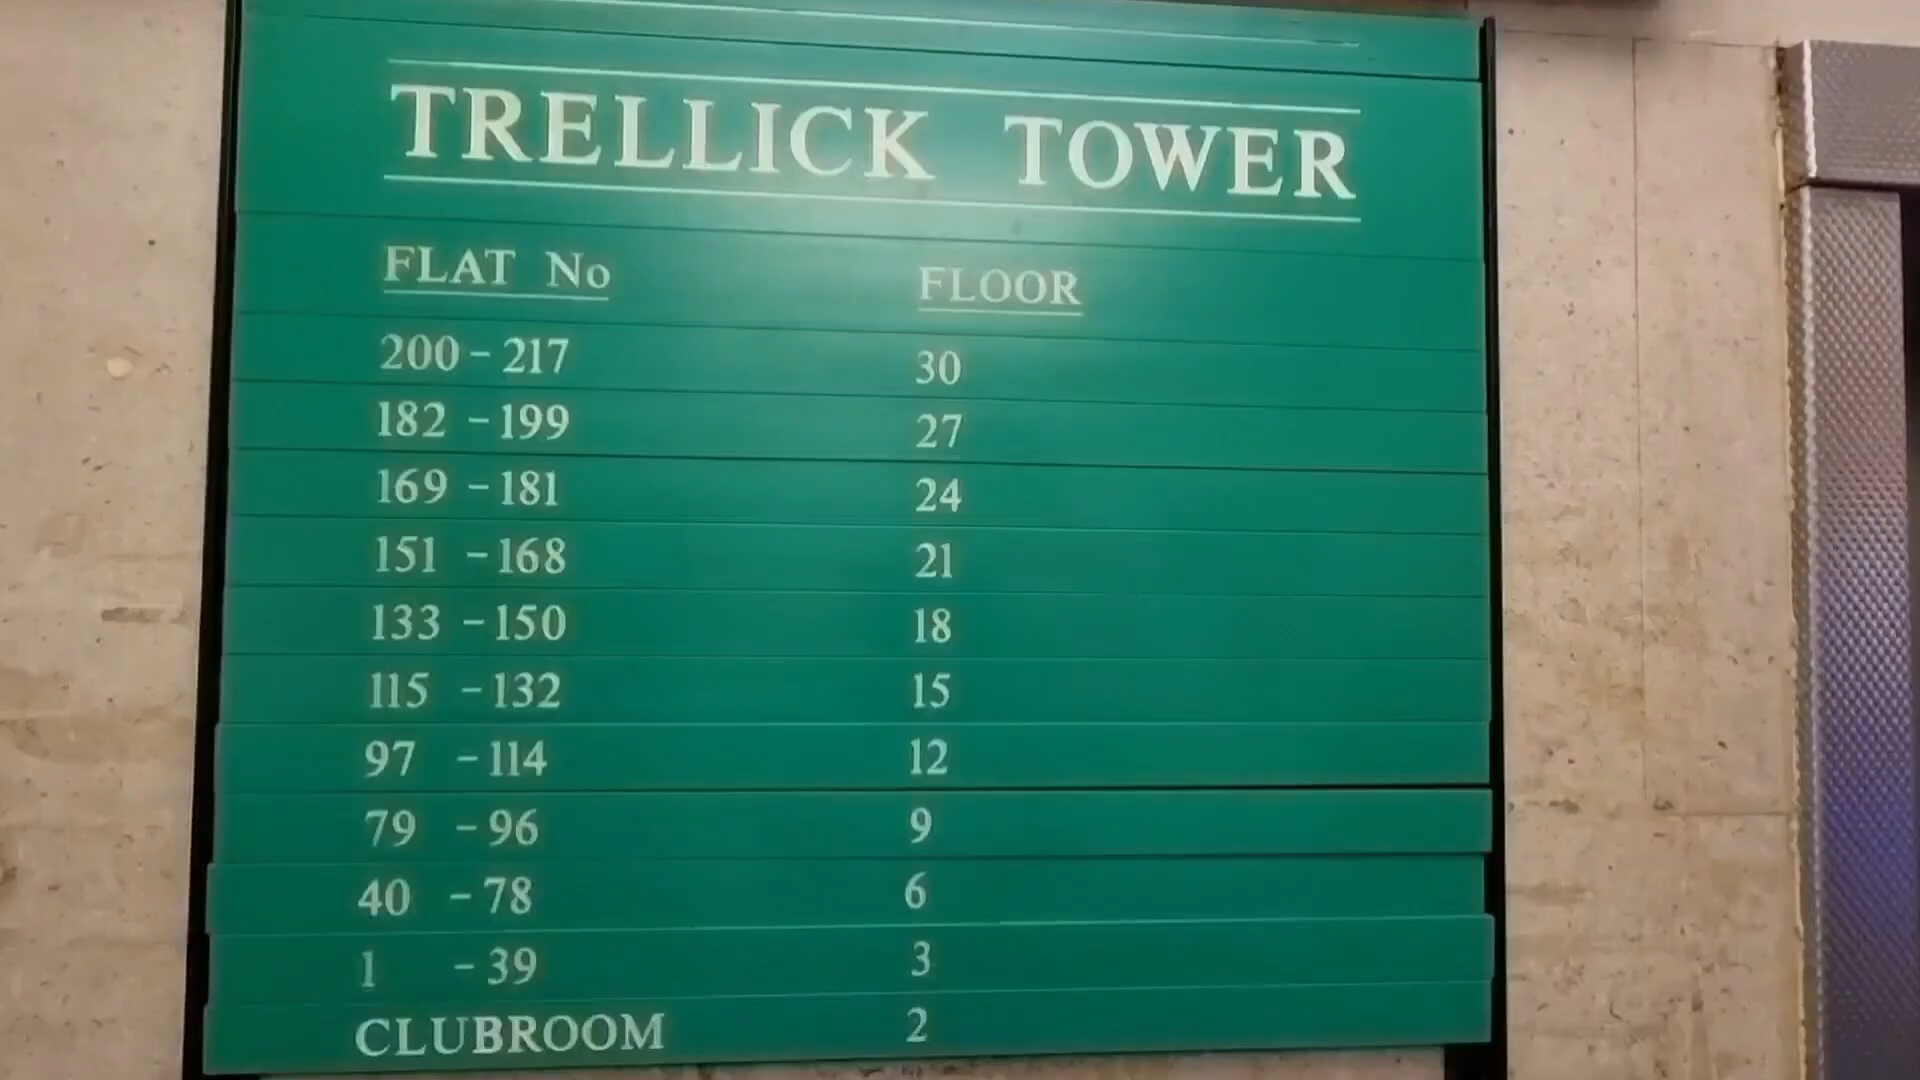 TRELLICK TOWER
FLAT No FLOOR
200 - 217 30
182 - 199 27
169 - 181 24
151 - 168 21
133 - 150 18
115 - 132 15
97 - 114 12
79 - 96 9
40 - 78 6
1 - 39 3
CLUBROOM 2